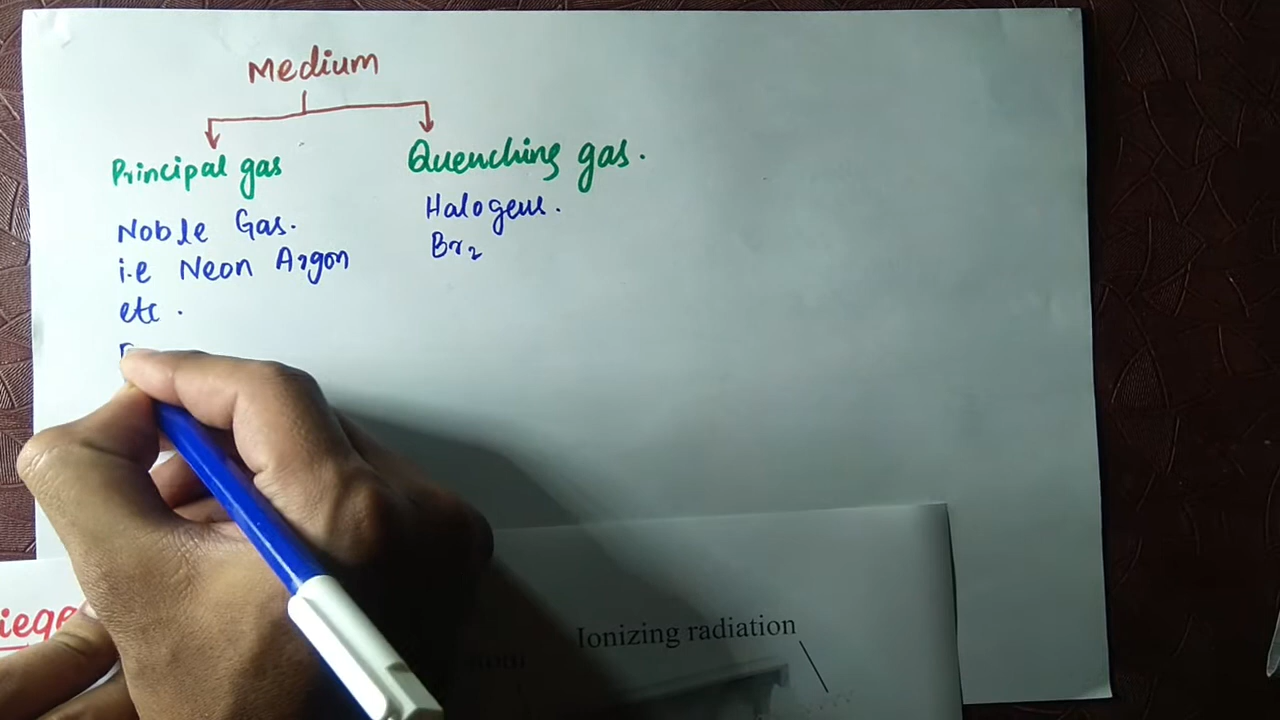 Medium
Principal gas
Quenching gas.
Noble Gas.
i.e Neon Argon
etc.
Halogens.
Br2
Ionizing radiation